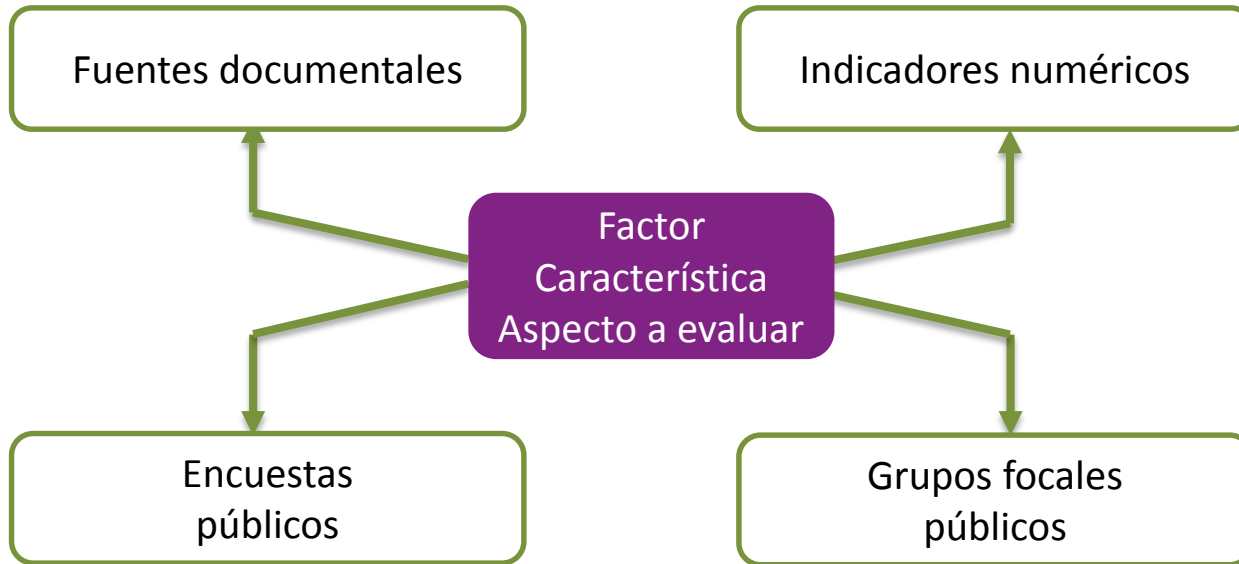 Fuentes documentales
Indicadores numéricos
Factor
Característica
Aspecto a evaluar
Encuestas
públicos
Grupos focales
públicos